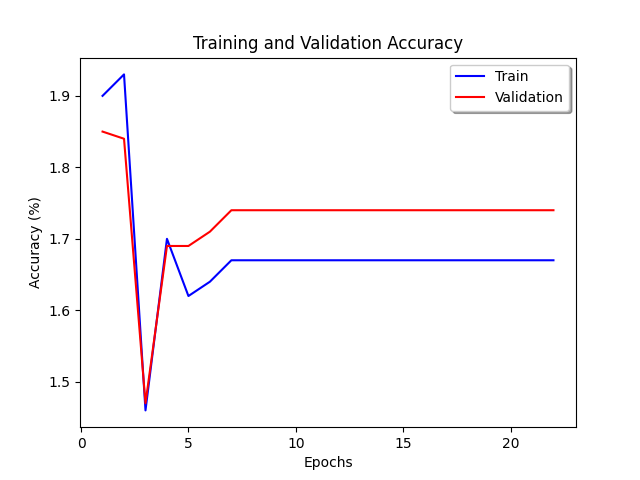 Training and Validation Accuracy
Train
Validation
Accuracy (%)
1.9
1.8
1.7
1.6
1.5
0 5 10 15 20
Epochs